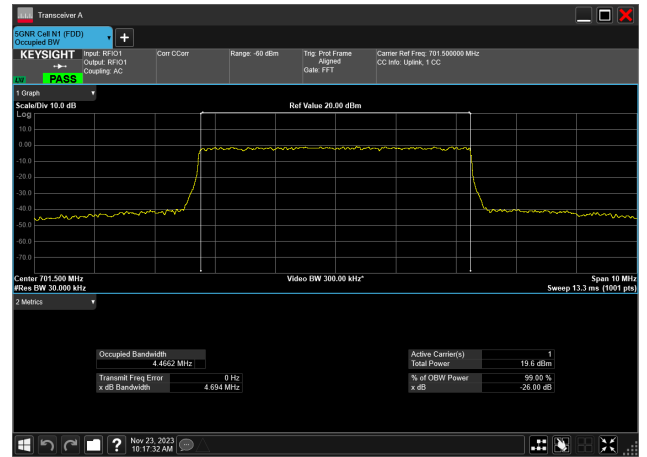 Transceiver A
5GNR Cell N1 (FDD)
Occupied BW
+
KEYSIGHT
LXI
PASS
Input: RFIO1
Output: RFIO1
Coupling: AC
Corr CCorr
Range: -60 dBm
Trig: Prot Frame
Aligned
Gate: FFT
Carrier Ref Freq: 701.500000 MHz
CC Info: Uplink, 1 CC
1 Graph
Scale/Div 10.0 dB
Ref Value 20.00 dBm
Log
10.0
0.00
-10.0
-20.0
-30.0
-40.0
-50.0
-60.0
-70.0
Center 701.500 MHz
Video BW 300.00 kHz*
Span 10 MHz
#Res BW 30.000 kHz
Sweep 13.3 ms (1001 pts)
2 Metrics
Occupied Bandwidth
4.4662 MHz
Transmit Freq Error 0 Hz
x dB Bandwidth 4.694 MHz
Active Carrier(s) 1
Total Power 19.6 dBm
% of OBW Power 99.00 %
x dB -26.00 dB
?
Nov 23, 2023
10:17:32 AM